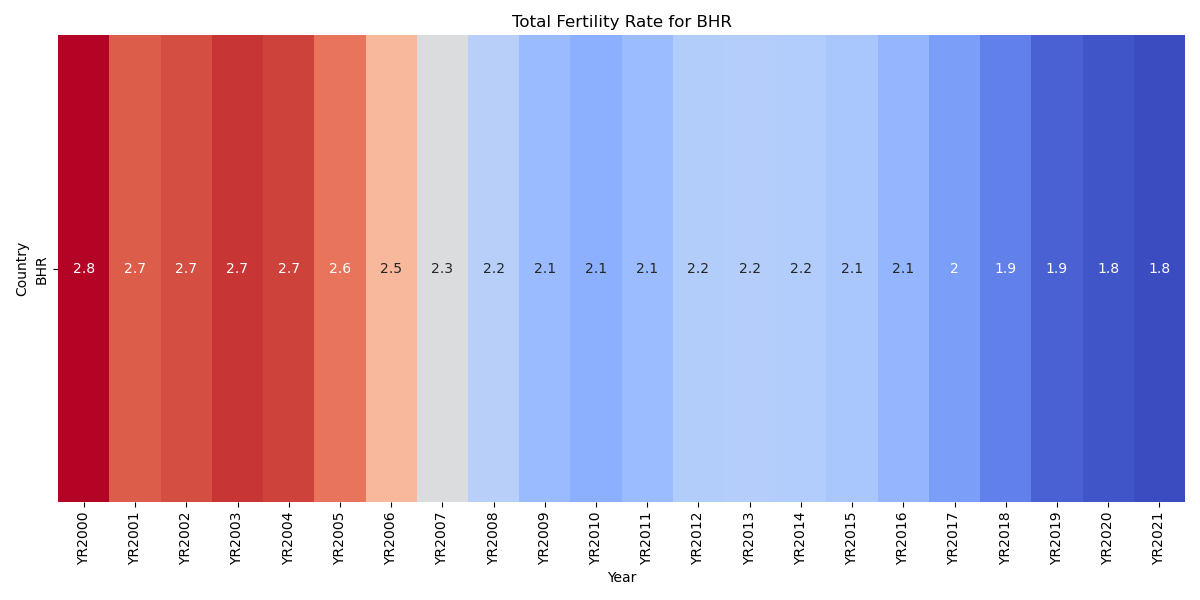 Total Fertility Rate for BHR
Country
BHR
2.8 2.7 2.7 2.7 2.7 2.6 2.5 2.3 2.2 2.1 2.1 2.1 2.2 2.2 2.2 2.1 2.1 2 1.9 1.9 1.8 1.8
YR2000 YR2001 YR2002 YR2003 YR2004 YR2005 YR2006 YR2007 YR2008 YR2009 YR2010 YR2011 YR2012 YR2013 YR2014 YR2015 YR2016 YR2017 YR2018 YR2019 YR2020 YR2021
Year